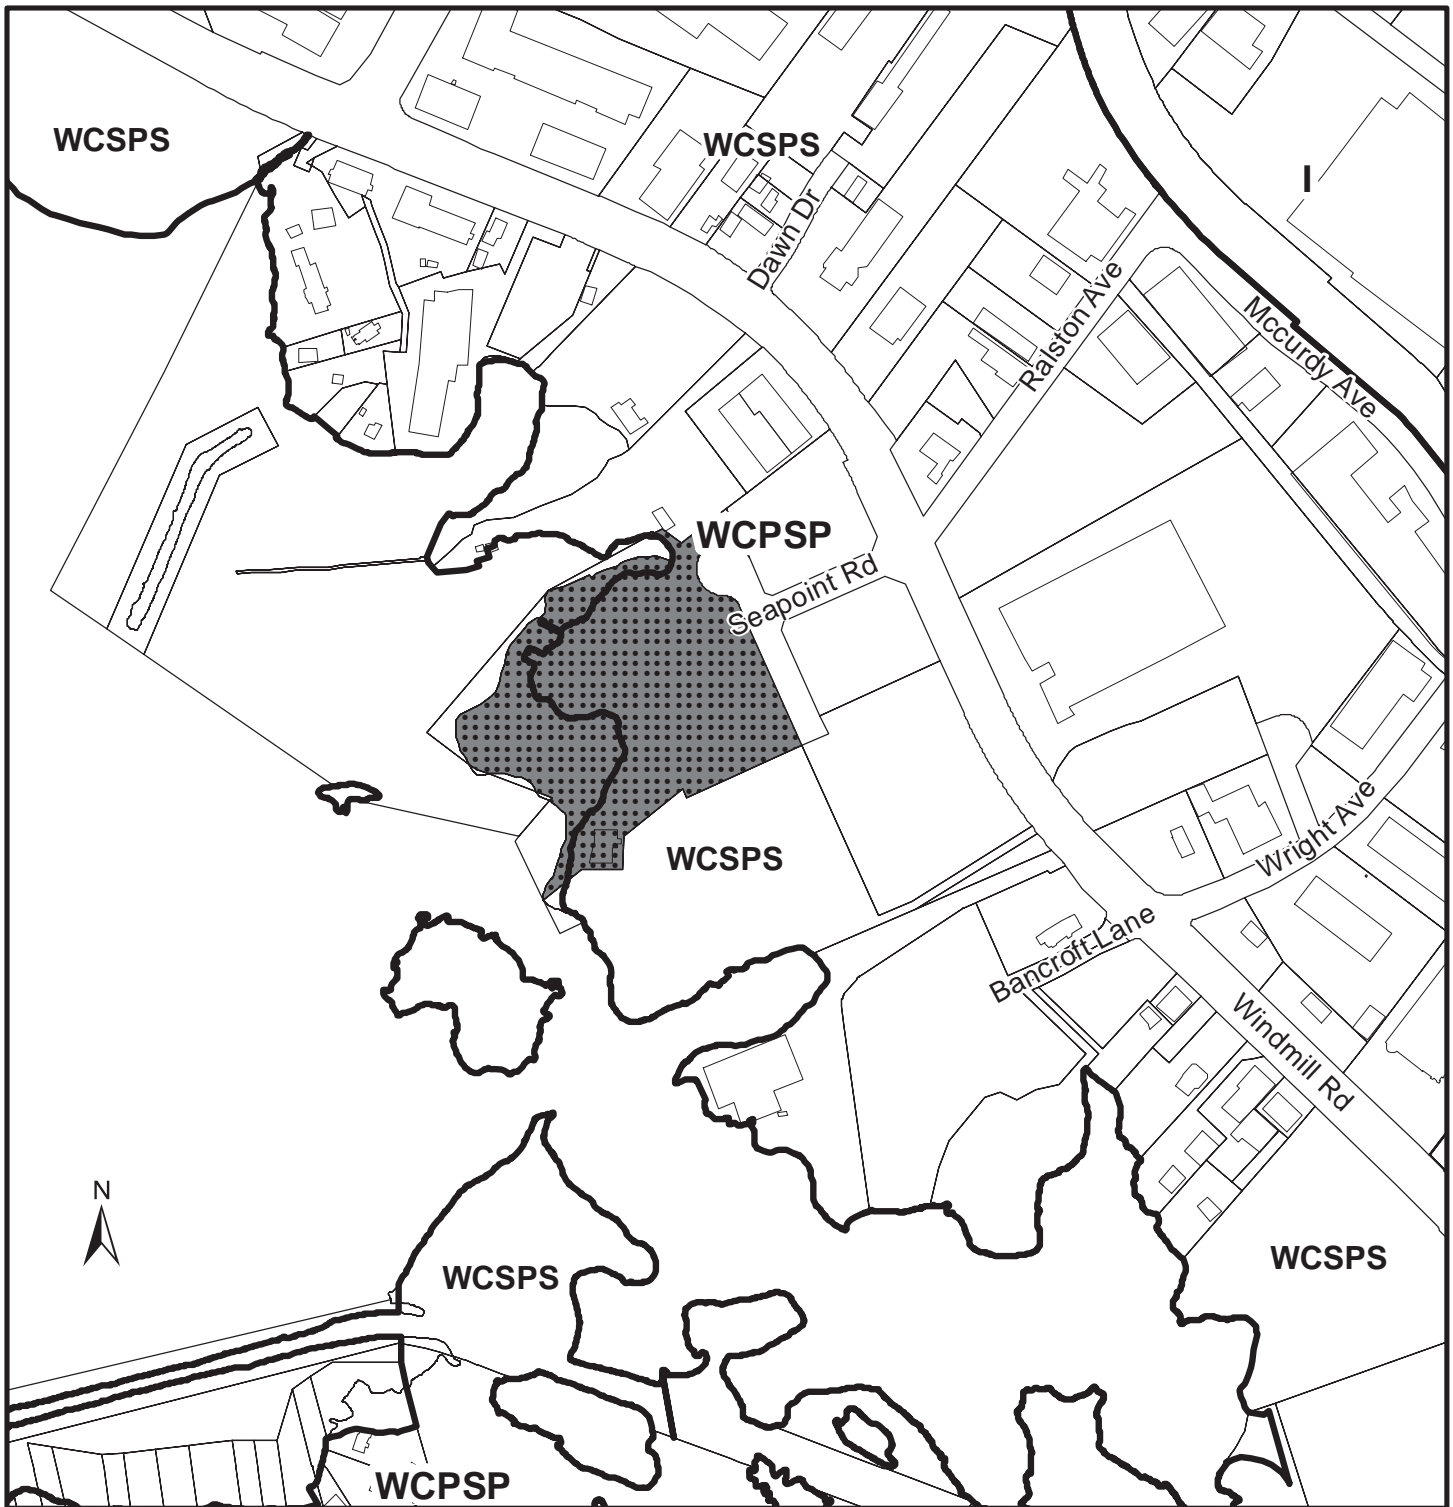 WCSPS
WCSPS
I
Dawn Dr
Ralston Ave
Mccurdy Ave
WCPSP
Seapoint Rd
WCSPS
Wright Ave
Bancroft Lane
Windmill Rd
N
WCSPS
WCSPS
WCPSP